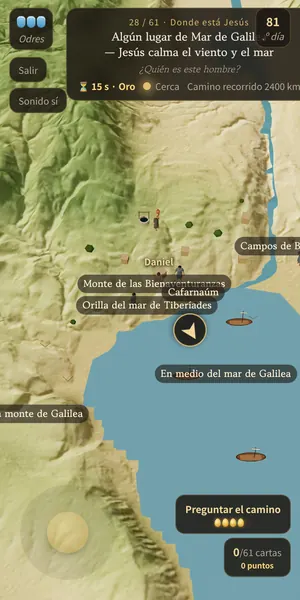 Odres
28 / 61 · Donde está Jesús
Algún lugar de Mar de Galil
— Jesús calma el viento y el mar
¿Quién es este hombre?
15 s · Oro Cerca Camino recorrido 2400 km
81
.º día
Salir
Sonido sí
Daniel
Campos de B
Monte de las Bienaventuranzas
Cafarnaúm
Orilla del mar de Tiberíades
En medio del mar de Galilea
monte de Galilea
Preguntar el camino
0/61 cartas
0 puntos